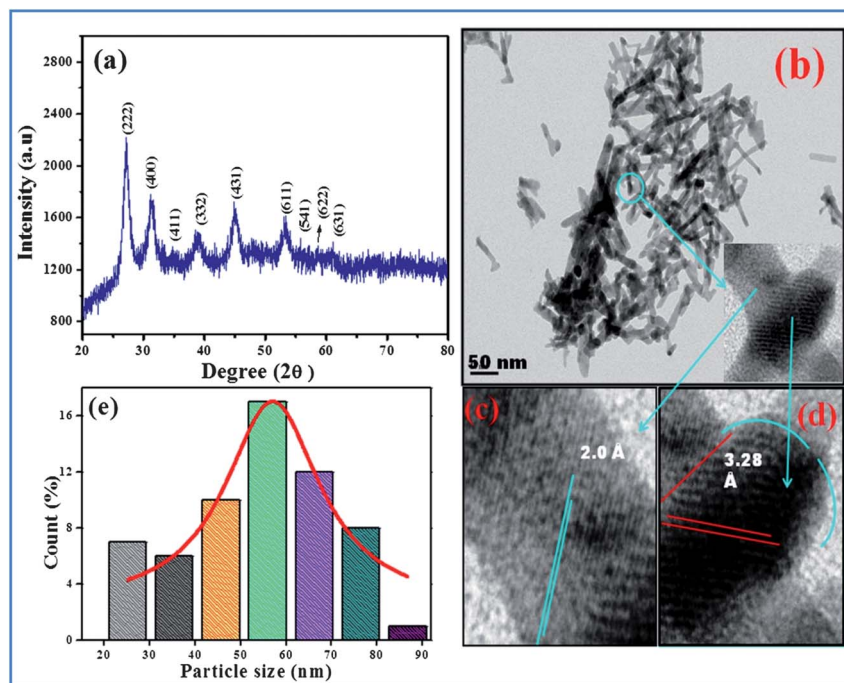 (a)
2800
2400
2000
1600
1200
800
Intensity (a.u)
(222)
(400)
(411)
(332)
(431)
(611)
(541)
(622)
(631)
20 30 40 50 60 70 80
Degree (2θ)
(b)
50 nm
(c)
2.0 Å
(d)
3.28
Å
(e)
16
12
8
4
0
Count (%)
20 30 40 50 60 70 80 90
Particle size (nm)